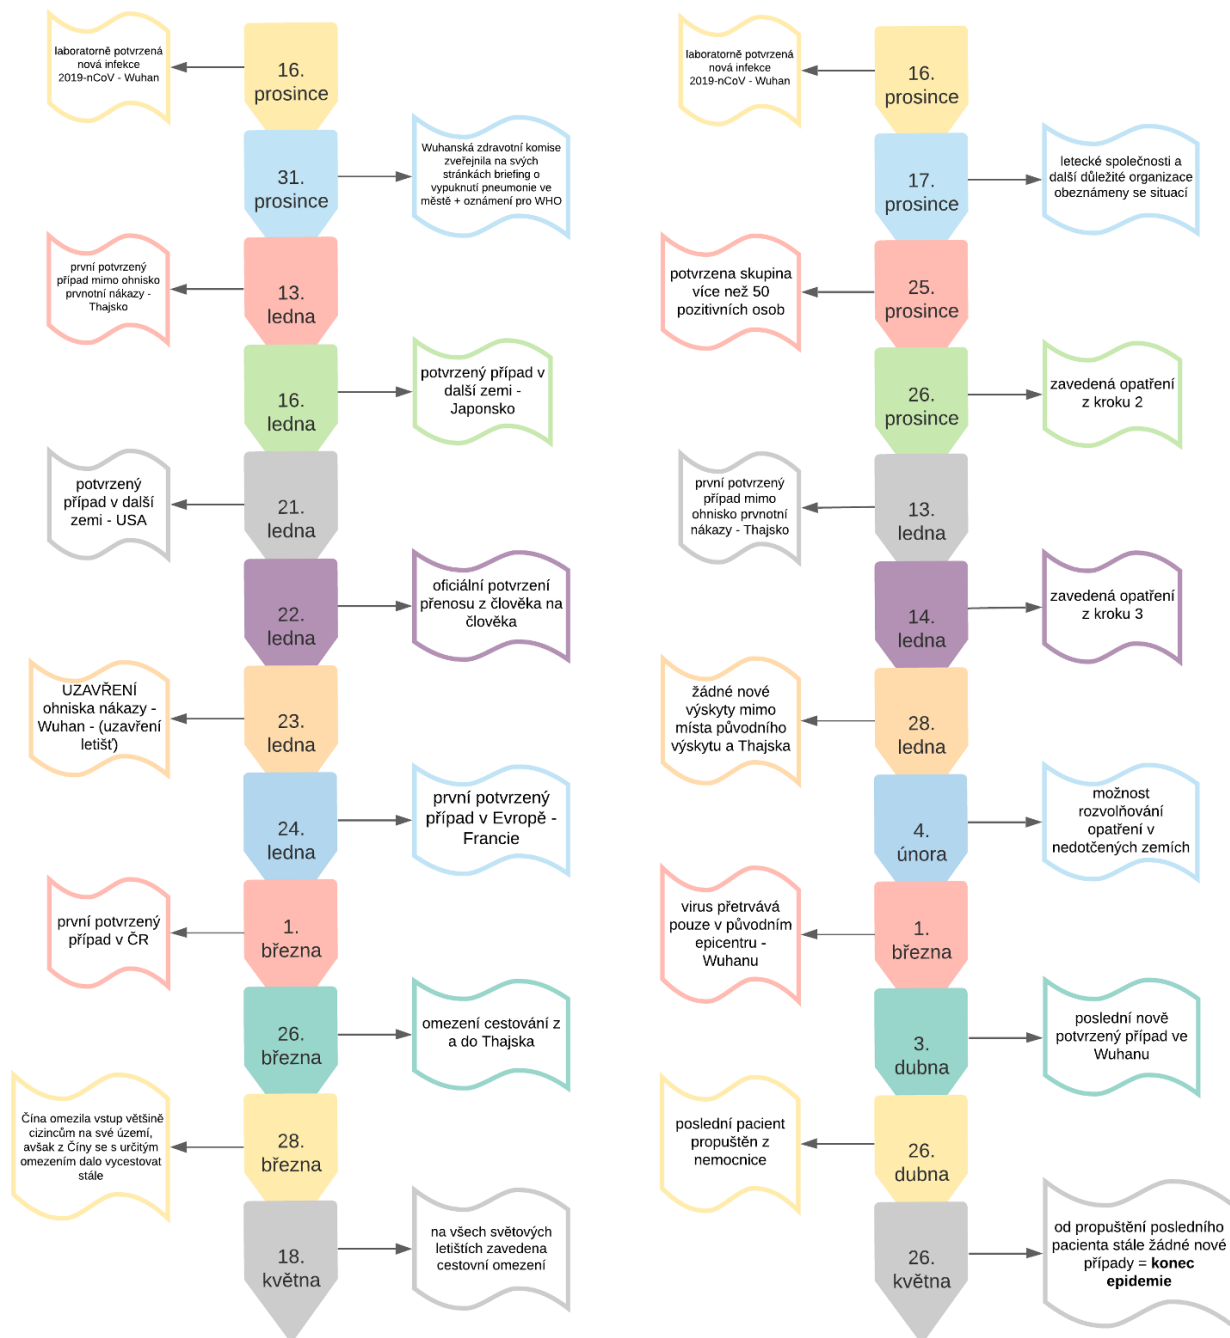 laboratorně potvrzená
nová infekce
2019-nCoV - Wuhan
16.
prosince
31.
prosince
Wuhanská zdravotní komise
zveřejnila na svých
stránkách briefing o
vypuknutí pneumonie ve
městě + oznámení pro WHO
první potvrzený
případ mimo ohnisko
prvnotní nákazy -
Thajsko
13.
ledna
16.
ledna
potvrzený případ v
další zemi -
Japonsko
potvrzený
případ v další
zemi - USA
21.
ledna
22.
ledna
oficiální potvrzení
přenosu z člověka na
člověka
UZAVŘENÍ
ohniska nákazy -
Wuhan - (uzavření
letišť)
23.
ledna
24.
ledna
první potvrzený
případ v Evropě -
Francie
první potvrzený
případ v ČR
1.
března
26.
března
omezení cestování z
a do Thajska
Čína omezila vstup většině
cizincům na své území,
avšak z Číny se s určitým
omezením dalo vycestovat
stále
28.
března
18.
května
na všech světových
letištích zavedena
cestovní omezení
laboratorně potvrzená
nová infekce
2019-nCoV - Wuhan
16.
prosince
17.
prosince
letecké společnosti a
další důležité organizace
obeznámeny se situací
potvrzena skupina
více než 50
pozitivních osob
25.
prosince
26.
prosince
zavedená opatření
z kroku 2
první potvrzený
případ mimo
ohnisko prvnotní
nákazy - Thajsko
13.
ledna
14.
ledna
zavedená opatření
z kroku 3
žádné nové
výskyty mimo
místa původního
výskytu a Thajska
28.
ledna
4.
února
možnost
rozvolňování
opatření v
nedotčených zemích
virus přetrvává
pouze v původním
epicentru -
Wuhanu
1.
března
3.
dubna
poslední nově
potvrzený případ ve
Wuhanu
poslední pacient
propuštěn z
nemocnice
26.
dubna
26.
května
od propuštění posledního
pacienta stále žádné nové
případy = konec
epidemie